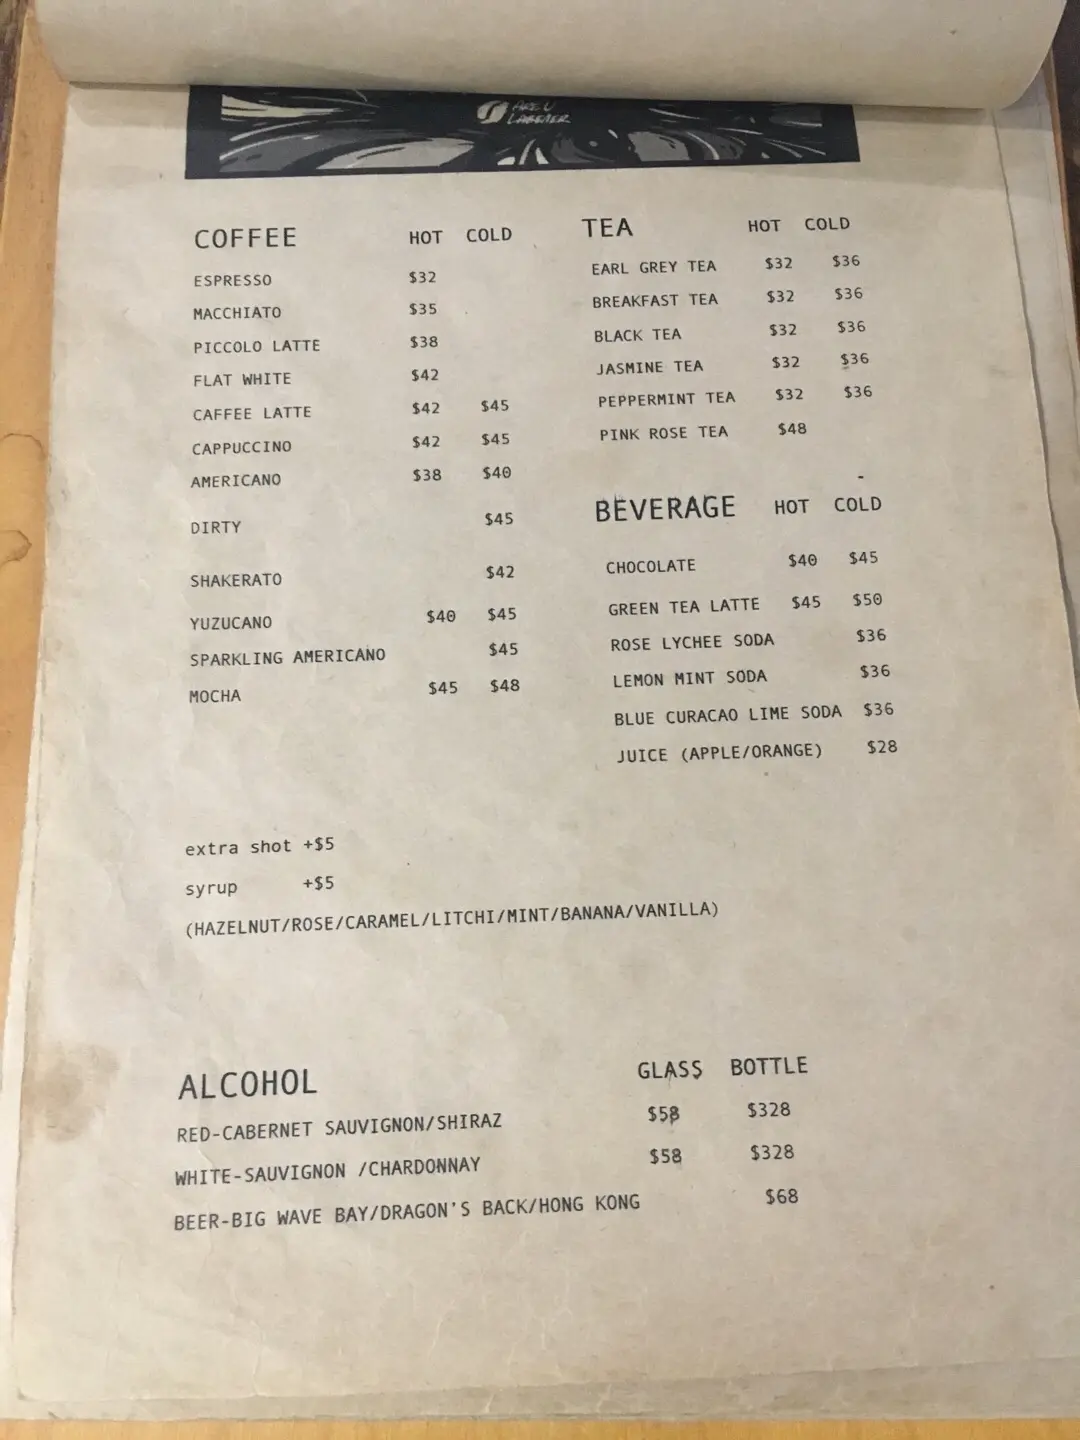 ARE U
COFFEE HOT COLD
ESPRESSO $32
MACCHIATO $35
PICCOLO LATTE $38
FLAT WHITE $42
CAFFEE LATTE $42 $45
CAPPUCCINO $42 $45
AMERICANO $38 $40
DIRTY $45
SHAKERATO $42
YUZUCANO $40 $45
SPARKLING AMERICANO $45
MOCHA $45 $48
TEA HOT COLD
EARL GREY TEA $32 $36
BREAKFAST TEA $32 $36
BLACK TEA $32 $36
JASMINE TEA $32 $36
PEPPERMINT TEA $32 $36
PINK ROSE TEA $48
BEVERAGE HOT COLD
CHOCOLATE $40 $45
GREEN TEA LATTE $45 $50
ROSE LYCHEE SODA $36
LEMON MINT SODA $36
BLUE CURACAO LIME SODA $36
JUICE (APPLE/ORANGE) $28
extra shot +$5
syrup +$5
(HAZELNUT/ROSE/CARAMEL/LITCHI/MINT/BANANA/VANILLA)
ALCOHOL GLASS BOTTLE
RED-CABERNET SAUVIGNON/SHIRAZ $58 $328
WHITE-SAUVIGNON /CHARDONNAY $58 $328
BEER-BIG WAVE BAY/DRAGON'S BACK/HONG KONG $68